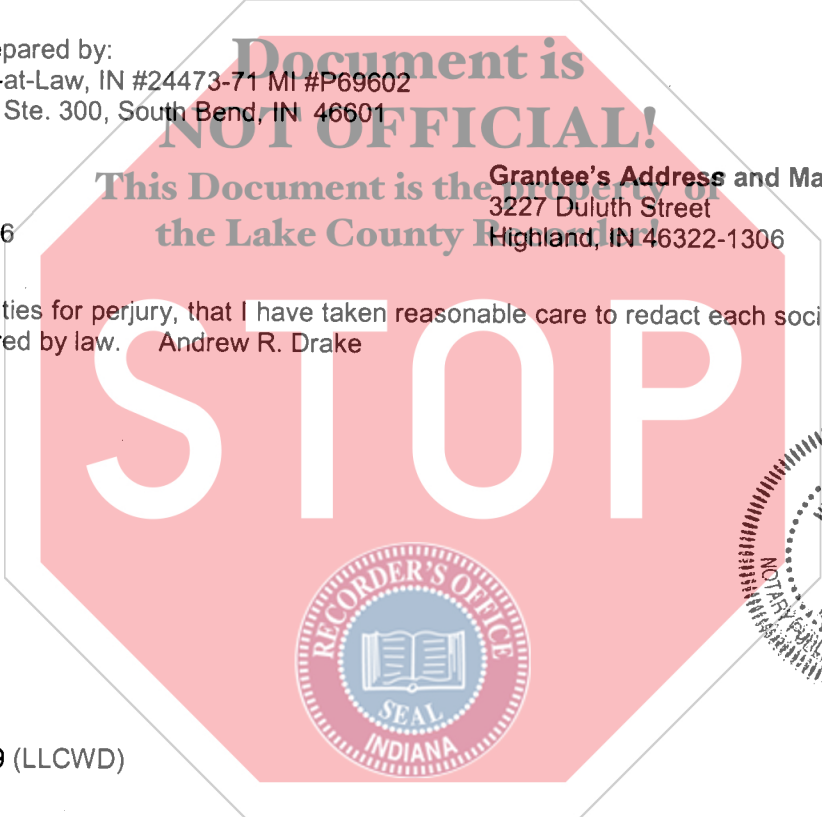 epared by:
-at-Law, IN #24473-71 MI #P69602
Ste. 300, South Bend, IN 46601
Document is
NOT OFFICIAL!
This Document is the property of
the Lake County Recorder!
Grantee's Address and Ma
3227 Duluth Street
Highland, IN 46322-1306
6
ties for perjury, that I have taken reasonable care to redact each soci
ed by law. Andrew R. Drake
STOP
NOTARY PUBLIC
RECORDER'S OFFICE
SEAL
INDIANA
9 (LLCWD)